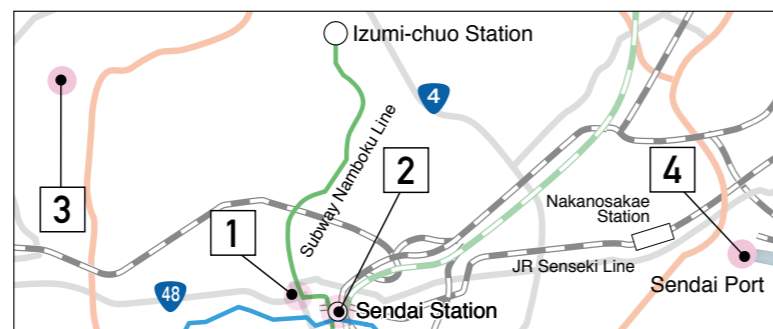 Izumi-chuo Station
4
Subway Namboku Line
2
4
3
Nakanosakae
Station
1
JR Senseki Line
Sendai Port
48
Sendai Station